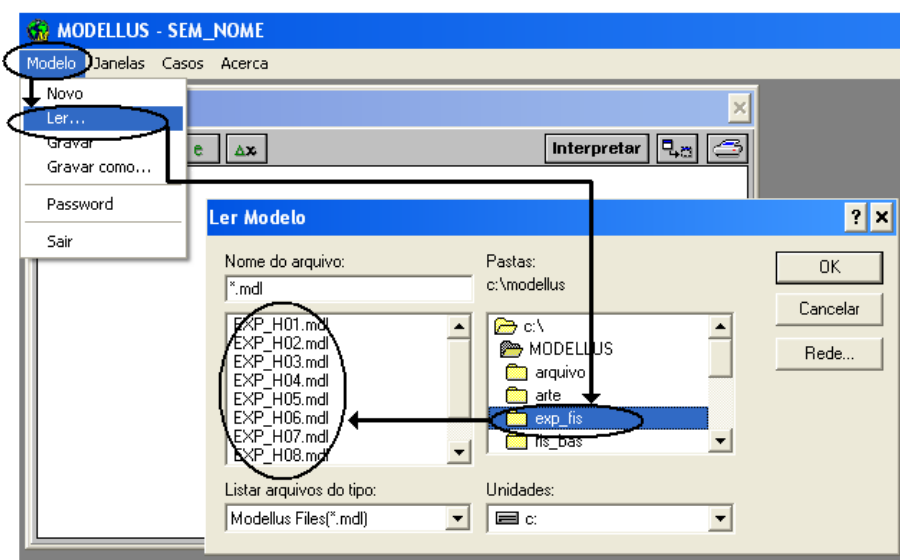 MODELLUS - SEM_NOME
Modelo Janelas Casos Acerca
Novo
Ler...
Gravar
Gravar como...
Password
Sair
e Δx
Interpretar
Ler Modelo
Nome do arquivo:
*.mdl
EXP_H01.mdl
EXP_H02.mdl
EXP_H03.mdl
EXP_H04.mdl
EXP_H05.mdl
EXP_H06.mdl
EXP_H07.mdl
EXP_H08.mdl
Listar arquivos do tipo:
Modellus Files(*.mdl)
Pastas:
c:\modellus
c:\
MODELLUS
arquivo
arte
exp_fis
fis_bas
Unidades:
c:
? ×
OK
Cancelar
Rede...